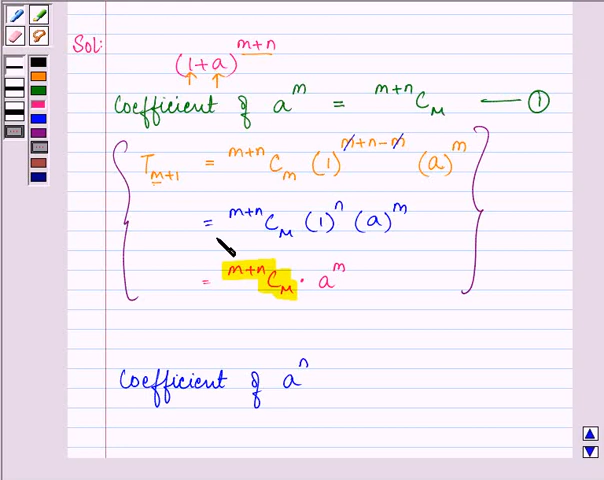 Sol:
(1+a)^{m+n}
Coefficient of a^m = ^{m+n}C_m —— ①
T_{m+1} = ^{m+n}C_m (1)^{m+n-m} (a)^m
= ^{m+n}C_m (1)^n (a)^m
= ^{m+n}C_m · a^m
Coefficient of a^n